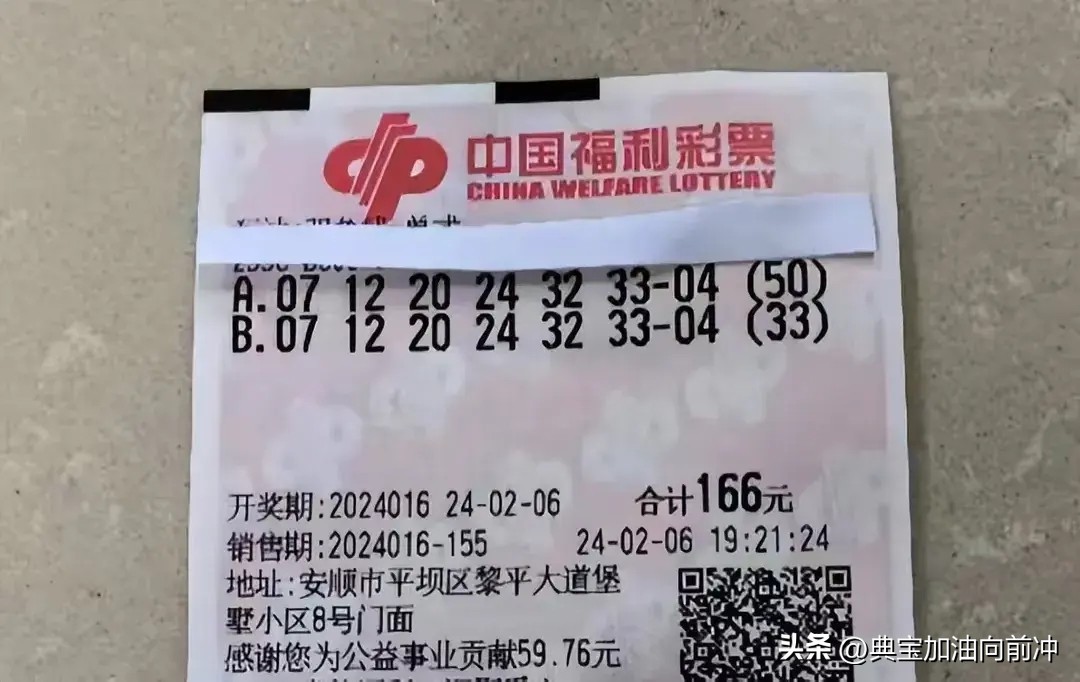 中国福利彩票
CHINA WELFARE LOTTERY
A.07 12 20 24 32 33-04 (50)
B.07 12 20 24 32 33-04 (33)
开奖期:2024016 24-02-06 合计166元
销售期:2024016-155 24-02-06 19:21:24
地址:安顺市平坝区黎平大道堡
墅小区8号门面
感谢您为公益事业贡献59.76元
头条 @典宝加油向前冲